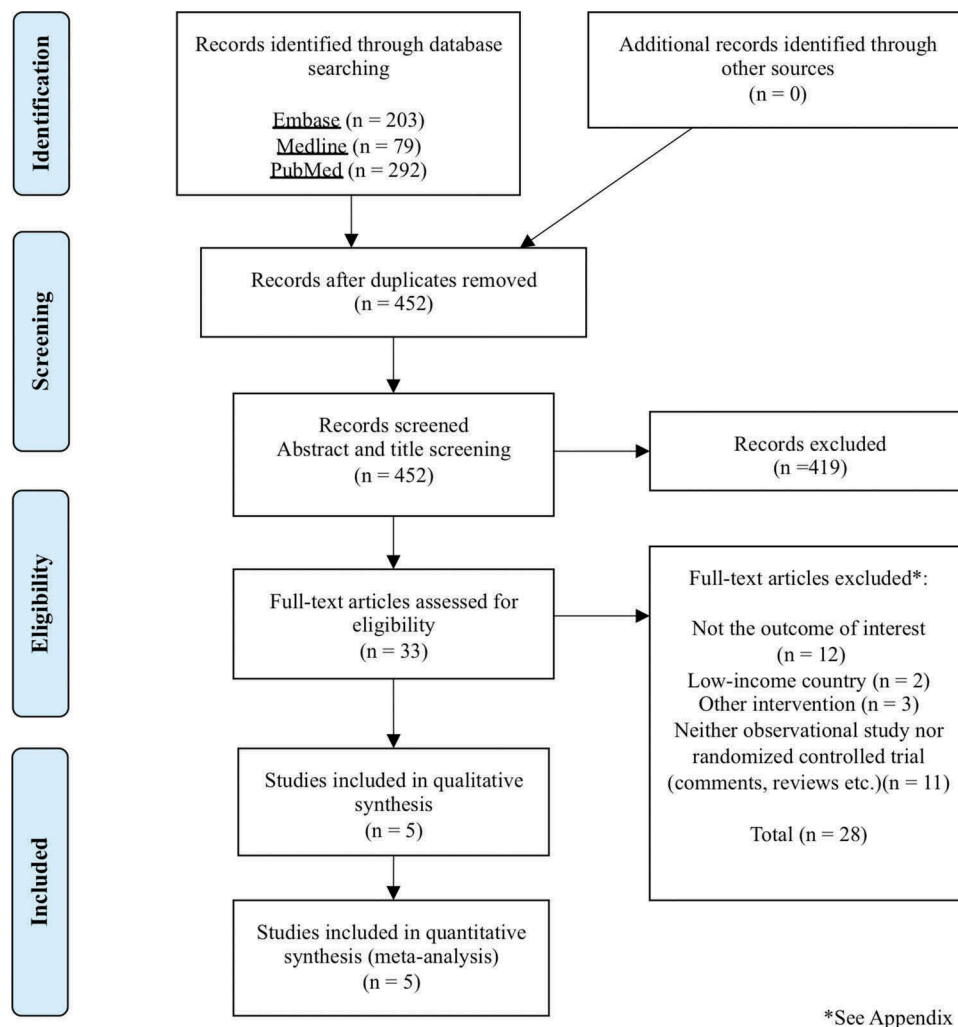 Identification
Records identified through database
searching
Embase (n = 203)
Medline (n = 79)
PubMed (n = 292)
Additional records identified through
other sources
(n = 0)
Screening
Records after duplicates removed
(n = 452)
Records screened
Abstract and title screening
(n = 452)
Records excluded
(n =419)
Eligibility
Full-text articles assessed for
eligibility
(n = 33)
Full-text articles excluded*:
Not the outcome of interest
(n = 12)
Low-income country (n = 2)
Other intervention (n = 3)
Neither observational study nor
randomized controlled trial
(comments, reviews etc.)(n = 11)
Total (n = 28)
Included
Studies included in qualitative
synthesis
(n = 5)
Studies included in quantitative
synthesis (meta-analysis)
(n = 5)
*See Appendix